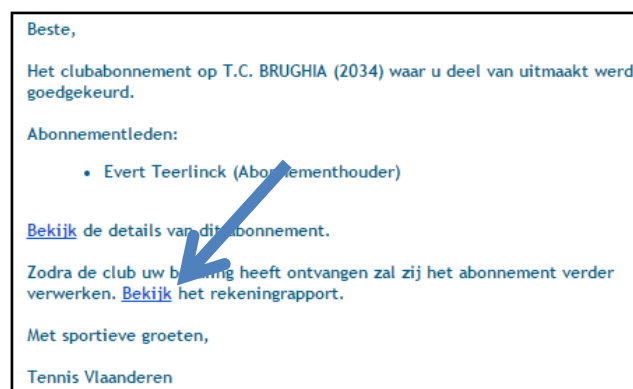 Beste,
Het clubabonnement op T.C. BRUGHIA (2034) waar u deel van uitmaakt werd
goedgekeurd.
Abonnementleden:
• Evert Teerlinck (Abonnementhouder)
Bekijk de details van dit abonnement.
Zodra de club uw betaling heeft ontvangen zal zij het abonnement verder
verwerken. Bekijk het rekeningrapport.
Met sportieve groeten,
Tennis Vlaanderen